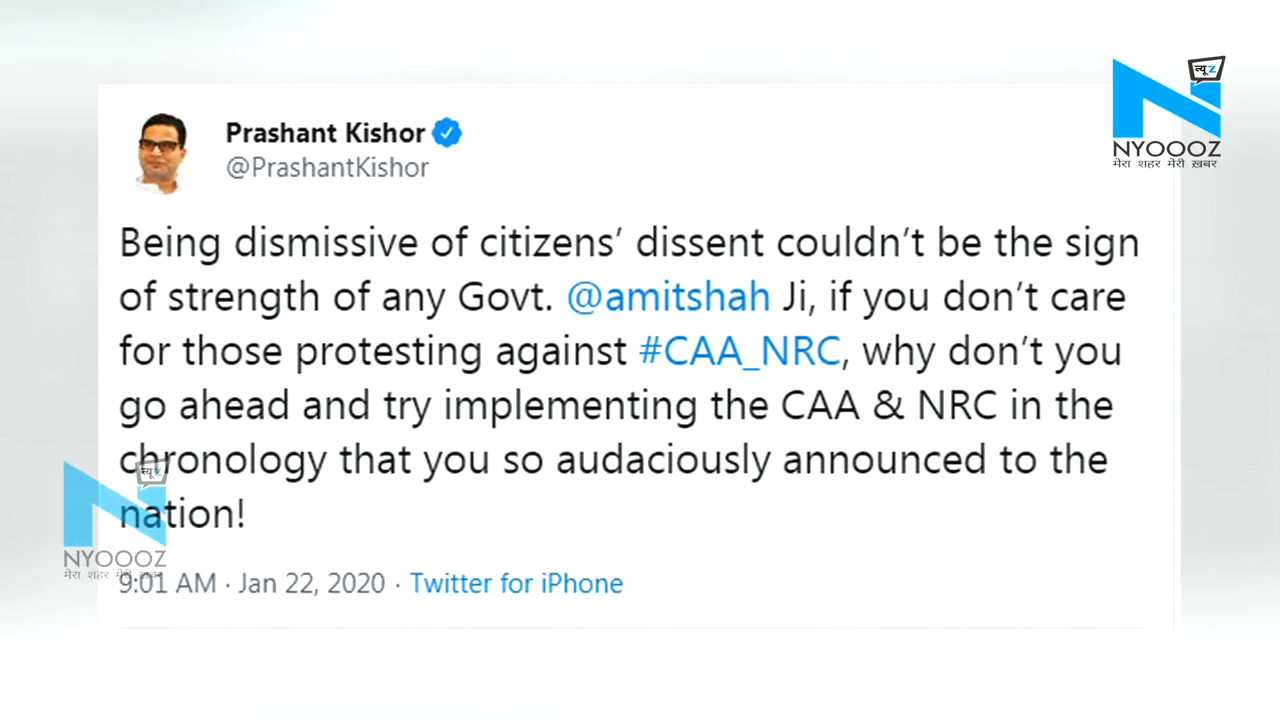 Prashant Kishor
@PrashantKishor
Being dismissive of citizens’ dissent couldn’t be the sign
of strength of any Govt. @amitshah Ji, if you don’t care
for those protesting against #CAA_NRC, why don’t you
go ahead and try implementing the CAA & NRC in the
chronology that you so audaciously announced to the
nation!
9:01 AM · Jan 22, 2020 · Twitter for iPhone
न्यूZ
NYOOOZ
मेरा शहर मेरी ख़बर
न्यूZ
NYOOOZ
मेरा शहर मेरी ख़बर